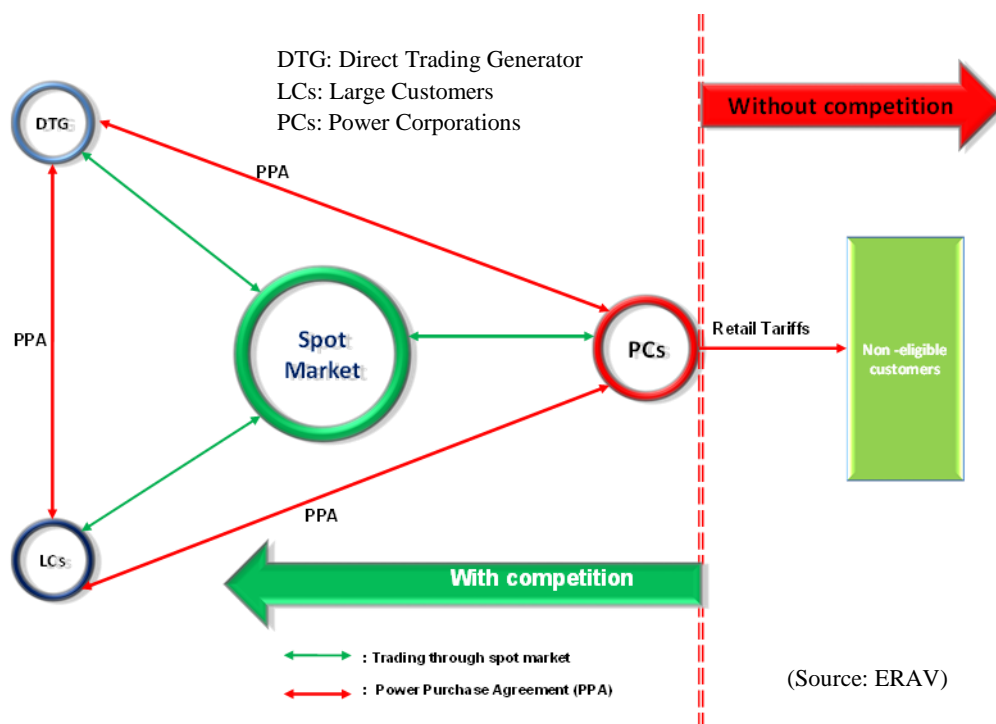 DTG: Direct Trading Generator
LCs: Large Customers
PCs: Power Corporations
Without competition
DTG
PPA
PPA
Spot
Market
PCs
Retail Tariffs
Non -eligible
customers
PPA
LCs
With competition
: Trading through spot market
: Power Purchase Agreement (PPA)
(Source: ERAV)